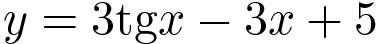 y = 3tgx − 3x + 5